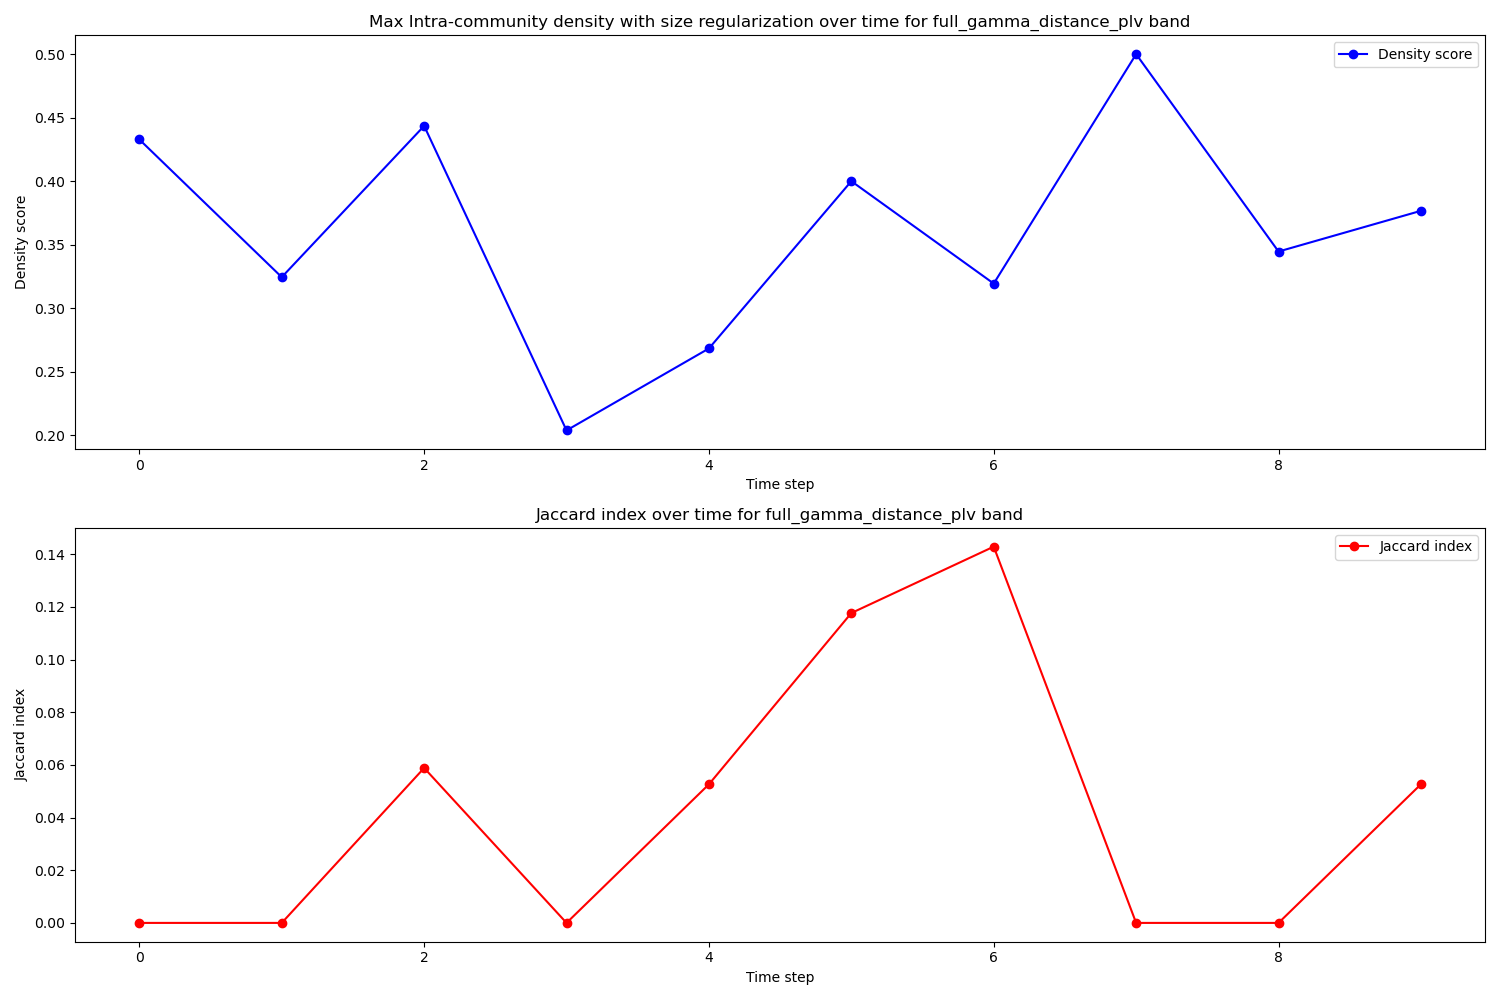 Max Intra-community density with size regularization over time for full_gamma_distance_plv band
Density score
0.50
0.45
0.40
0.35
0.30
0.25
0.20
Density score
0 2 4 6 8
Time step
Jaccard index over time for full_gamma_distance_plv band
Jaccard index
0.14
0.12
0.10
0.08
0.06
0.04
0.02
0.00
Jaccard index
0 2 4 6 8
Time step